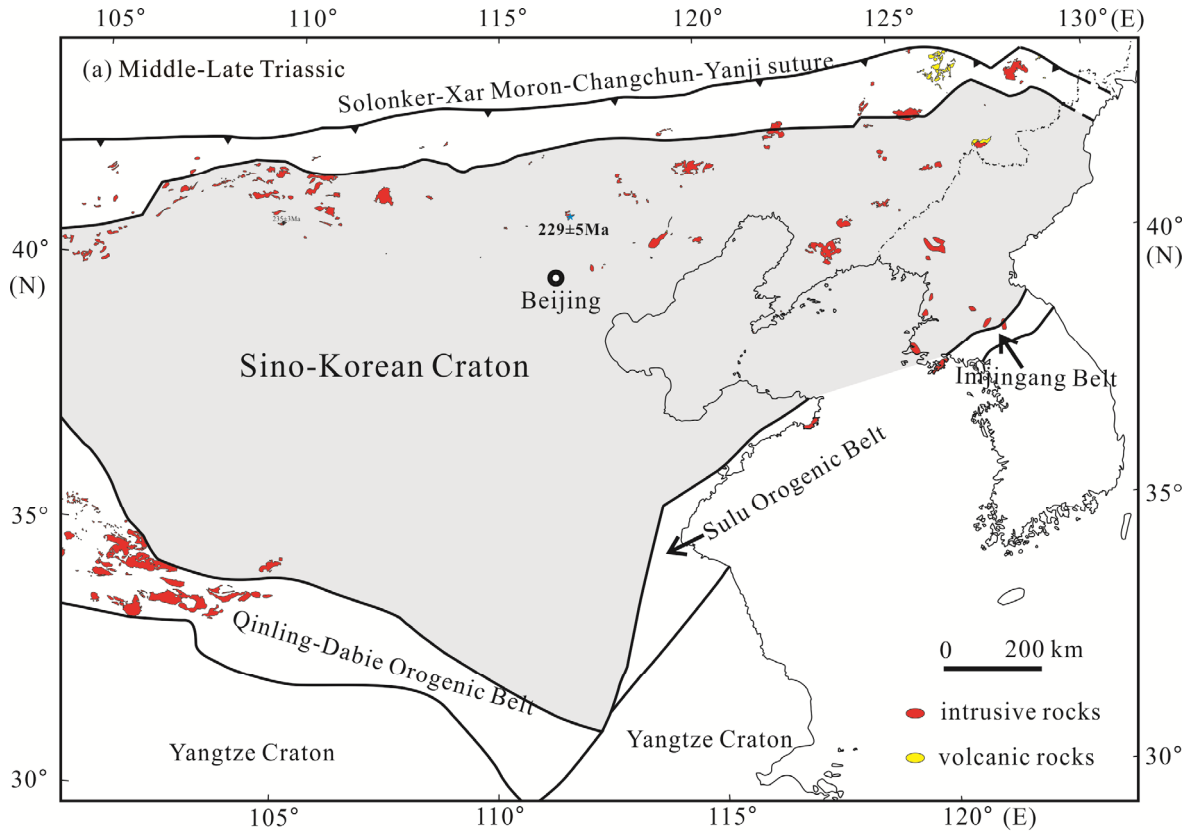 105° 110° 115° 120° 125° 130° (E)
(a) Middle-Late Triassic
Solonker-Xar Moron-Changchun-Yanji suture
235±3Ma
229±5Ma
40°
(N)
40°
(N)
Beijing
Sino-Korean Craton
Imjingang Belt
Sulu Orogenic Belt
35°
35°
Qinling-Dabie Orogenic Belt
0 200 km
intrusive rocks
Yangtze Craton
Yangtze Craton
volcanic rocks
30°
30°
105° 110° 115° 120° (E)